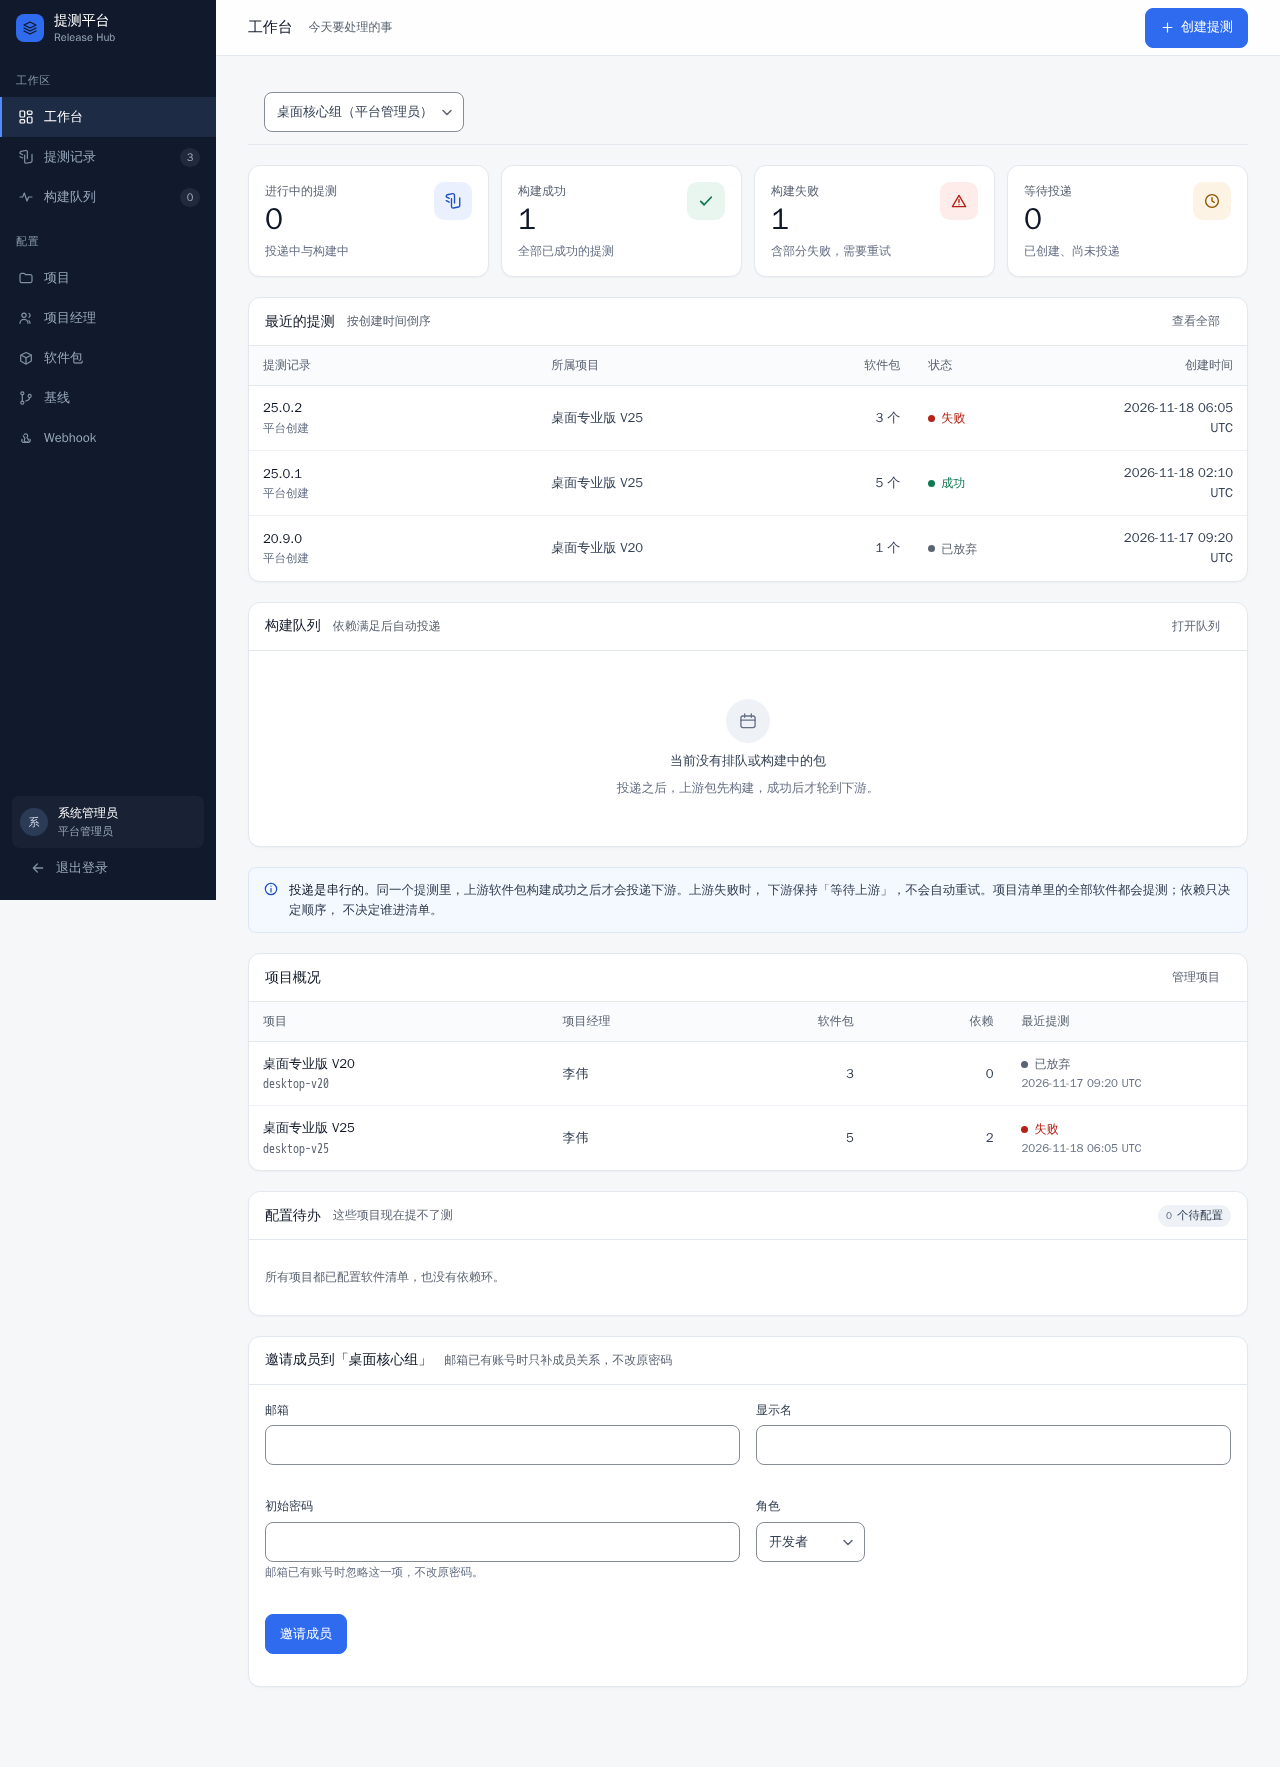 提测平台
Release Hub
工作区
工作台
提测记录 3
构建队列 0
配置
项目
项目经理
软件包
基线
Webhook
系 系统管理员
平台管理员
退出登录
工作台 今天要处理的事
创建提测
桌面核心组（平台管理员）
进行中的提测
0
投递中与构建中
构建成功
1
全部已成功的提测
构建失败
1
含部分失败，需要重试
等待投递
0
已创建、尚未投递
最近的提测 按创建时间倒序 查看全部
提测记录 所属项目 软件包 状态 创建时间
25.0.2
平台创建
桌面专业版 V25 3 个 失败
2026-11-18 06:05
UTC
25.0.1
平台创建
桌面专业版 V25 5 个 成功
2026-11-18 02:10
UTC
20.9.0
平台创建
桌面专业版 V20 1 个 已放弃
2026-11-17 09:20
UTC
构建队列 依赖满足后自动投递 打开队列
当前没有排队或构建中的包
投递之后，上游包先构建，成功后才轮到下游。
投递是串行的。同一个提测里，上游软件包构建成功之后才会投递下游。上游失败时， 下游保持「等待上游」，不会自动重试。项目清单里的全部软件都会提测；依赖只决
定顺序， 不决定谁进清单。
项目概况 管理项目
项目 项目经理 软件包 依赖 最近提测
桌面专业版 V20
desktop-v20
李伟 3 0
已放弃
2026-11-17 09:20 UTC
桌面专业版 V25
desktop-v25
李伟 5 2
失败
2026-11-18 06:05 UTC
配置待办 这些项目现在提不了测 0 个待配置
所有项目都已配置软件清单，也没有依赖环。
邀请成员到「桌面核心组」 邮箱已有账号时只补成员关系，不改原密码
邮箱 显示名
初始密码 角色
开发者
邮箱已有账号时忽略这一项，不改原密码。
邀请成员